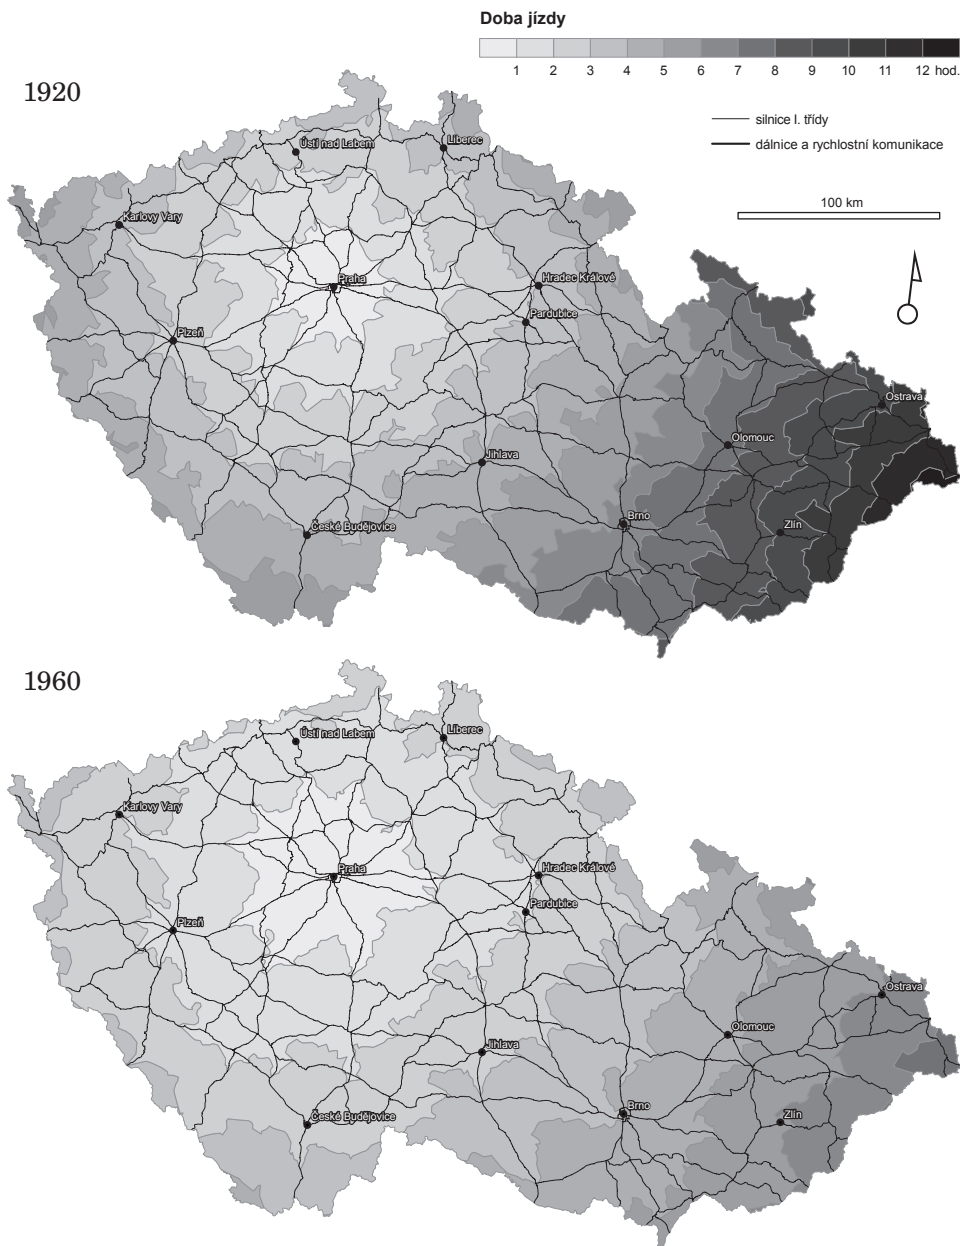 Doba jízdy
1 2 3 4 5 6 7 8 9 10 11 12 hod.
1920
silnice I. třídy
dálnice a rychlostní komunikace
100 km
Ústí nad Labem
Liberec
Karlovy Vary
Praha
Hradec Králové
Pardubice
Plzeň
Ostrava
Olomouc
Jihlava
Brno
Zlín
České Budějovice
1960
Ústí nad Labem
Liberec
Karlovy Vary
Praha
Hradec Králové
Pardubice
Plzeň
Ostrava
Olomouc
Jihlava
Brno
Zlín
České Budějovice